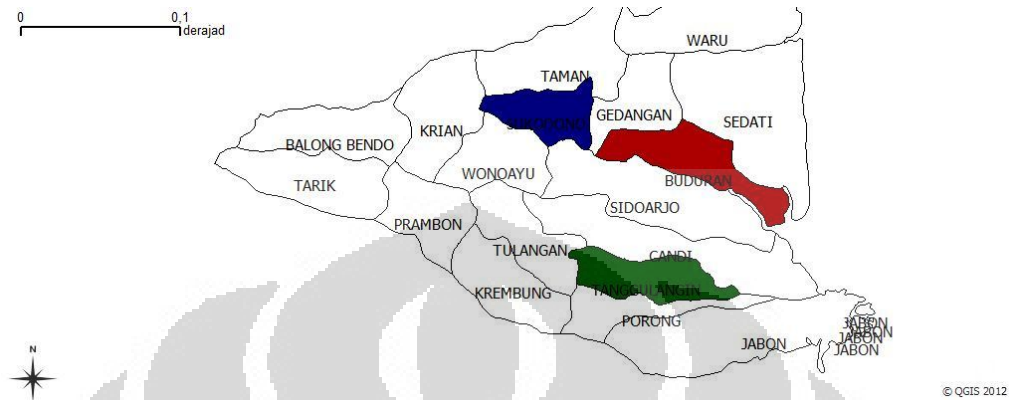 0 0,1
derajad
WARU
TAMAN
GEDANGAN
SEDATI
SUKODONO
KRIAN
BALONG BENDO
WONOAYU
BUDURAN
TARIK
SIDOARJO
PRAMBON
TULANGAN
CANDI
TANGGULANGIN
KREMBUNG
PORONG
JABON
JABON
JABON
JABON
JABON
N
© QGIS 2012